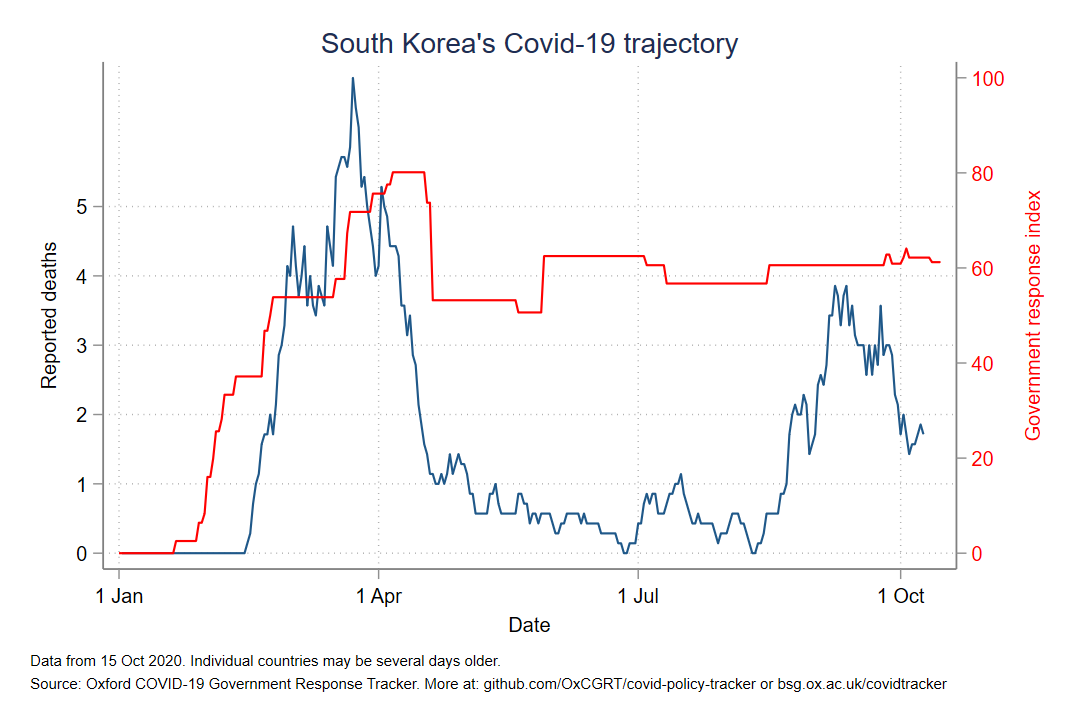 South Korea's Covid-19 trajectory
Reported deaths
5
4
3
2
1
0
100
80
60
40
20
0
Government response index
1 Jan
1 Apr
1 Jul
1 Oct
Date
Data from 15 Oct 2020. Individual countries may be several days older.
Source: Oxford COVID-19 Government Response Tracker. More at: github.com/OxCGRT/covid-policy-tracker or bsg.ox.ac.uk/covidtracker